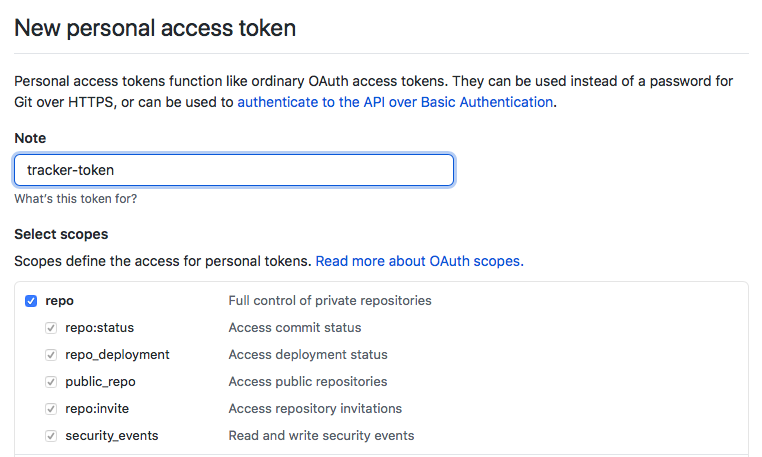 New personal access token
Personal access tokens function like ordinary OAuth access tokens. They can be used instead of a password for
Git over HTTPS, or can be used to authenticate to the API over Basic Authentication.
Note
tracker-token
What's this token for?
Select scopes
Scopes define the access for personal tokens. Read more about OAuth scopes.
repo Full control of private repositories
repo:status Access commit status
repo_deployment Access deployment status
public_repo Access public repositories
repo:invite Access repository invitations
security_events Read and write security events